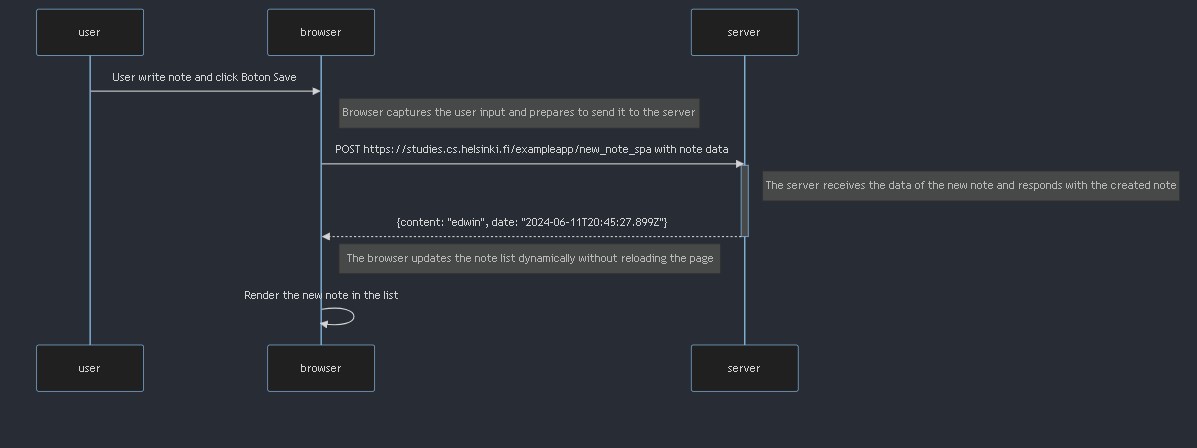 user
browser
server
User write note and click Boton Save
Browser captures the user input and prepares to send it to the server
POST https://studies.cs.helsinki.fi/exampleapp/new_note_spa with note data
The server receives the data of the new note and responds with the created note
{content: "edwin", date: "2024-06-11T20:45:27.899Z"}
The browser updates the note list dynamically without reloading the page
Render the new note in the list
user
browser
server